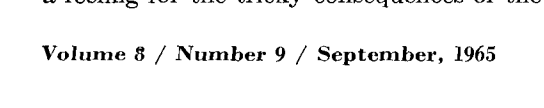 a feeling for the tricky consequences of the
Volume 8 / Number 9 / September, 1965